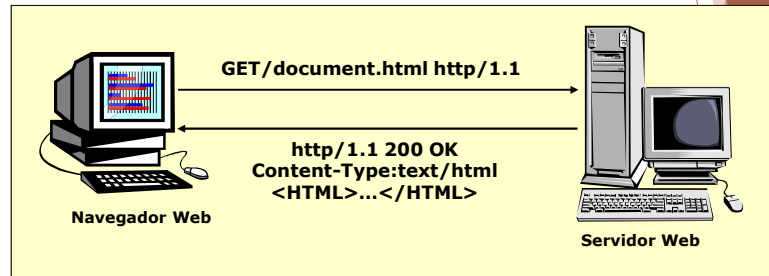 GET/document.html http/1.1
http/1.1 200 OK
Content-Type:text/html
<HTML>...</HTML>
Navegador Web
Servidor Web